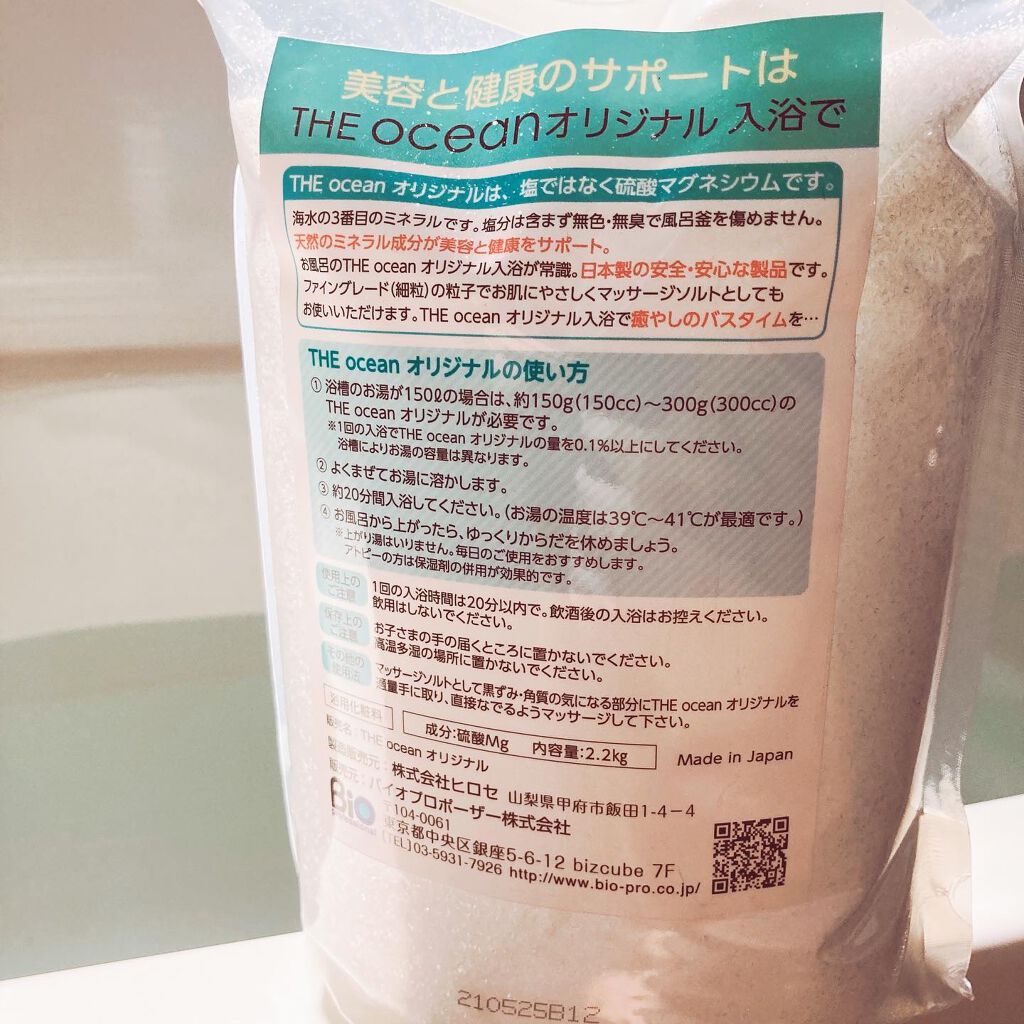 美容と健康のサポートは
THE oceanオリジナル 入浴で
THE ocean オリジナルは、塩ではなく硫酸マグネシウムです。
海水の3番目のミネラルです。塩分は含まず無色・無臭で風呂釜を傷めません。
天然のミネラル成分が美容と健康をサポート。
お風呂のTHE ocean オリジナル入浴が常識。日本製の安全・安心な製品です。
ファイングレード(細粒)の粒子でお肌にやさしくマッサージソルトとしても
お使いいただけます。THE ocean オリジナル入浴で癒やしのバスタイムを…
THE ocean オリジナルの使い方
① 浴槽のお湯が150ℓの場合は、約150g(150cc)～300g(300cc)の
THE ocean オリジナルが必要です。
※1回の入浴でTHE ocean オリジナルの量を0.1%以上にしてください。
浴槽によりお湯の容量は異なります。
② よくまぜてお湯に溶かします。
③ 約20分間入浴してください。(お湯の温度は39℃～41℃が最適です。)
④ お風呂から上がったら、ゆっくりからだを休めましょう。
※上がり湯はいりません。毎日のご使用をおすすめします。
アトピーの方は保湿剤の併用が効果的です。
使用上のご注意
1回の入浴時間は20分以内で。飲酒後の入浴はお控えください。
飲用はしないでください。
保存上のご注意
お子さまの手の届くところに置かないでください。
高温多湿の場所に置かないでください。
その他の使用法
マッサージソルトとして黒ずみ・角質の気になる部分にTHE ocean オリジナルを
適量手に取り、直接なでるようマッサージして下さい。
浴用化粧料
成分:硫酸Mg 内容量:2.2kg
Made in Japan
販売名:THE ocean オリジナル
製造販売元:株式会社ヒロセ 山梨県甲府市飯田1-4-4
販売元:バイオプロポーザー株式会社
BiO
Professional
〒104-0061
東京都中央区銀座5-6-12 bizcube 7F
[TEL]03-5931-7926 http://www.bio-pro.co.jp/
210525B12